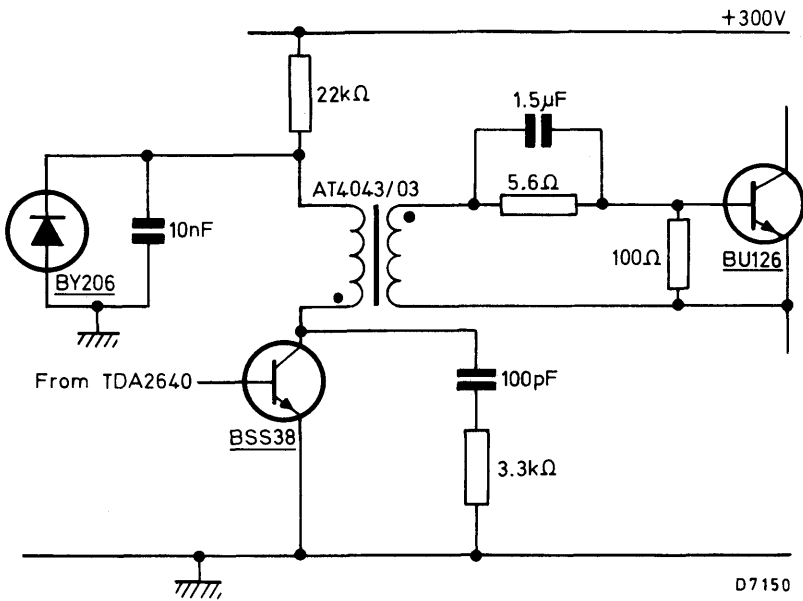 +300V
22kΩ
1.5μF
AT4043/03
5.6Ω
10nF
BY206
100Ω
BU126
From TDA2640
100pF
BSS38
3.3kΩ
D7150